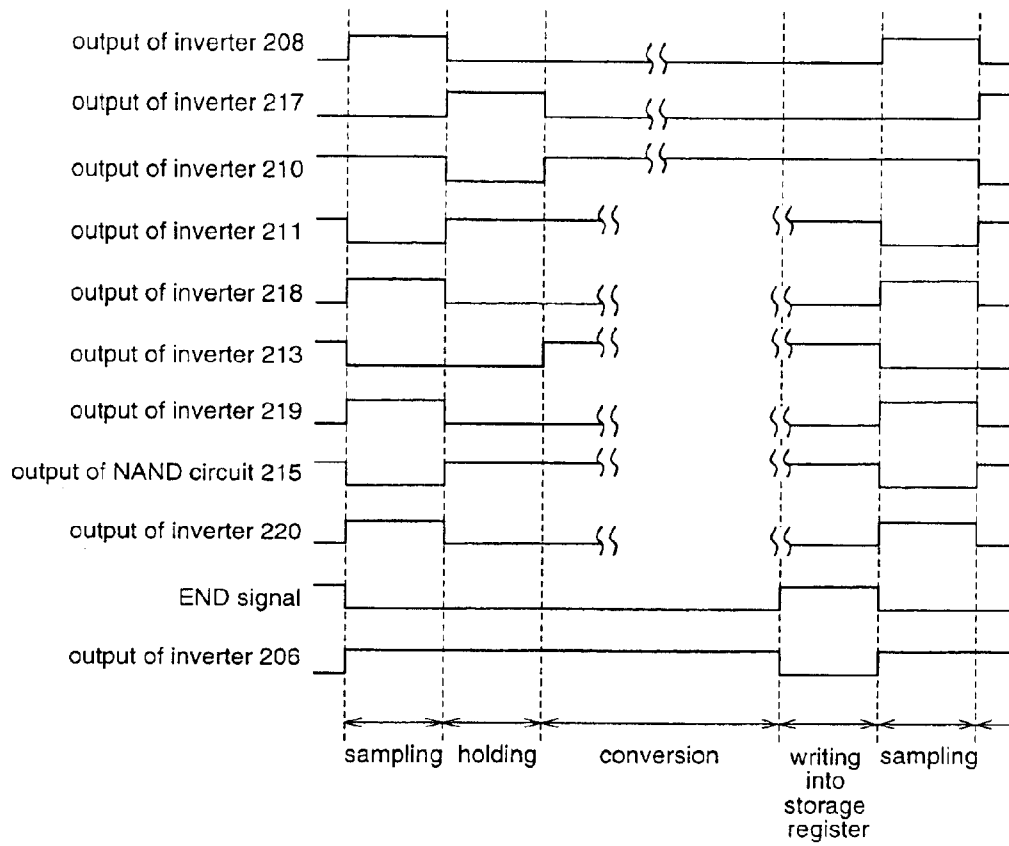 output of inverter 208
output of inverter 217
output of inverter 210
output of inverter 211
output of inverter 218
output of inverter 213
output of inverter 219
output of NAND circuit 215
output of inverter 220
END signal
output of inverter 206
sampling holding conversion writing sampling
into
storage
register